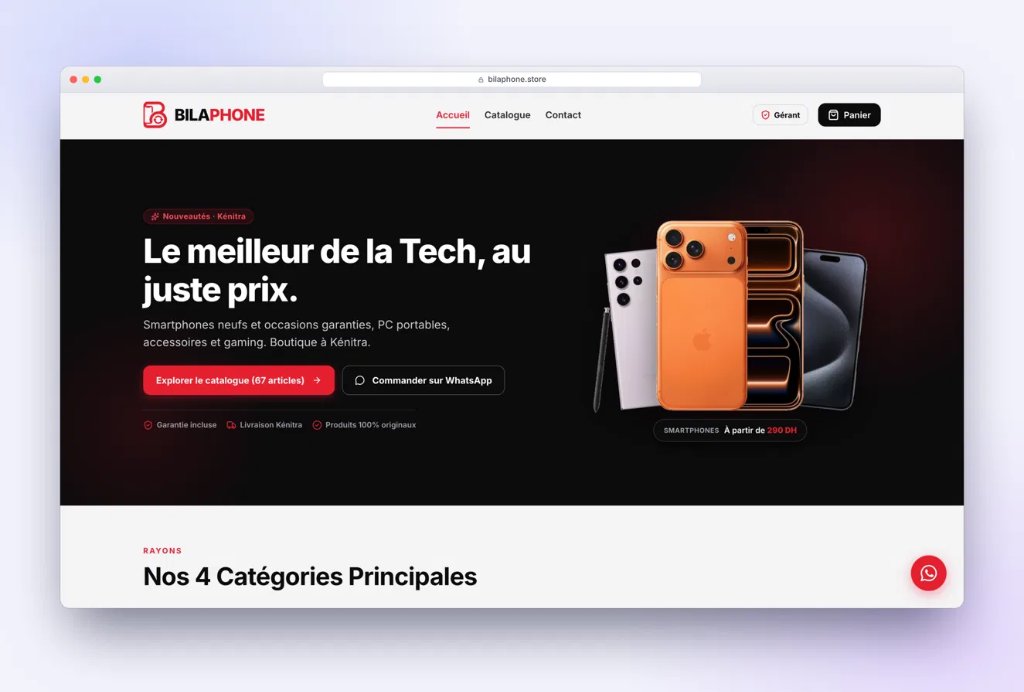 bilaphone.store
BILAPHONE
Accueil
Catalogue
Contact
Gérant
Panier
Nouveautés · Kénitra
Le meilleur de la Tech, au
juste prix.
Smartphones neufs et occasions garanties, PC portables,
accessoires et gaming. Boutique à Kénitra.
Explorer le catalogue (67 articles) →
Commander sur WhatsApp
Garantie incluse
Livraison Kénitra
Produits 100% originaux
SMARTPHONES À partir de 290 DH
RAYONS
Nos 4 Catégories Principales